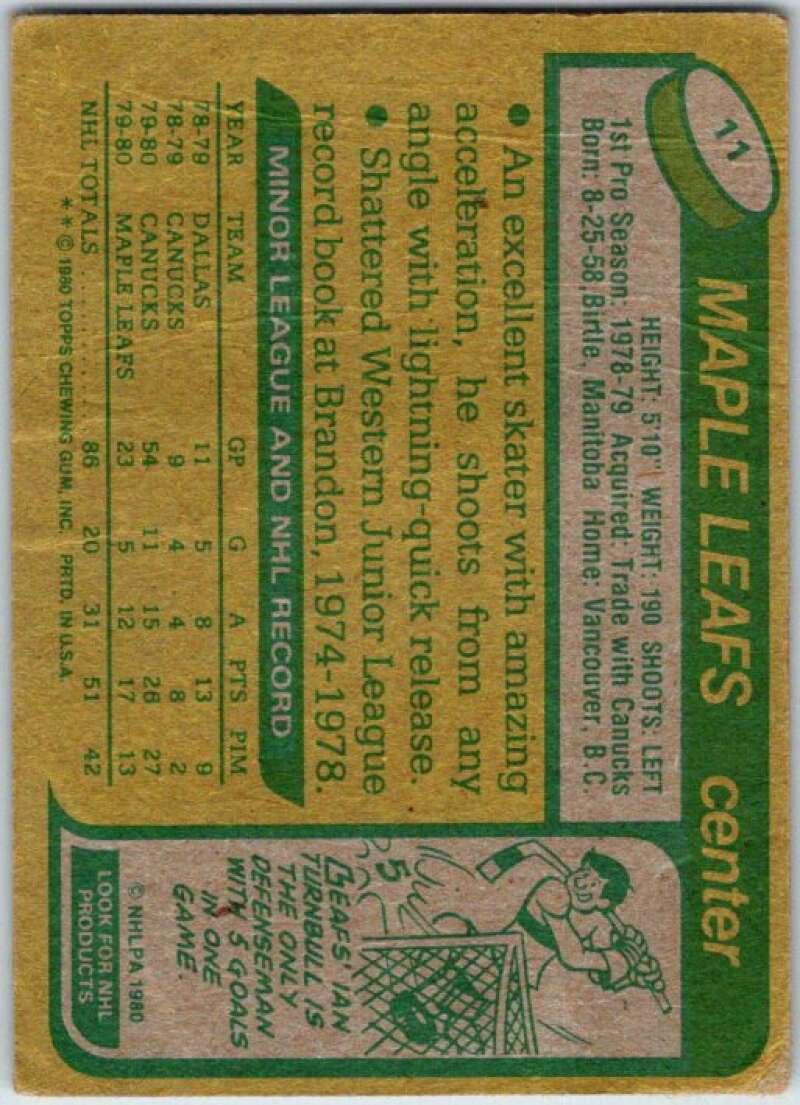 11
MAPLE LEAFS center
HEIGHT: 5'10" WEIGHT: 190 SHOOTS: LEFT
1st Pro Season: 1978-79 Acquired: Trade with Canucks
Born: 8-25-58, Birtle, Manitoba Home: Vancouver, B.C.
• An excellent skater with amazing
acceleration, he shoots from any
angle with lightning-quick release.
• Shattered Western Junior League
record book at Brandon, 1974-1978.
MINOR LEAGUE AND NHL RECORD
YEAR TEAM GP G A PTS PIM
78-79 DALLAS 11 5 8 13 9
78-79 CANUCKS 9 4 4 8 2
79-80 CANUCKS 54 11 15 26 27
79-80 MAPLE LEAFS 23 5 12 17 13
NHL TOTALS .......... 86 20 31 51 42
**© 1980 TOPPS CHEWING GUM, INC. PRTD. IN U.S.A.
5
LEAFS' IAN
TURNBULL IS
THE ONLY
DEFENSEMAN
WITH 5 GOALS
IN ONE
GAME.
© NHLPA 1980
LOOK FOR NHL
PRODUCTS